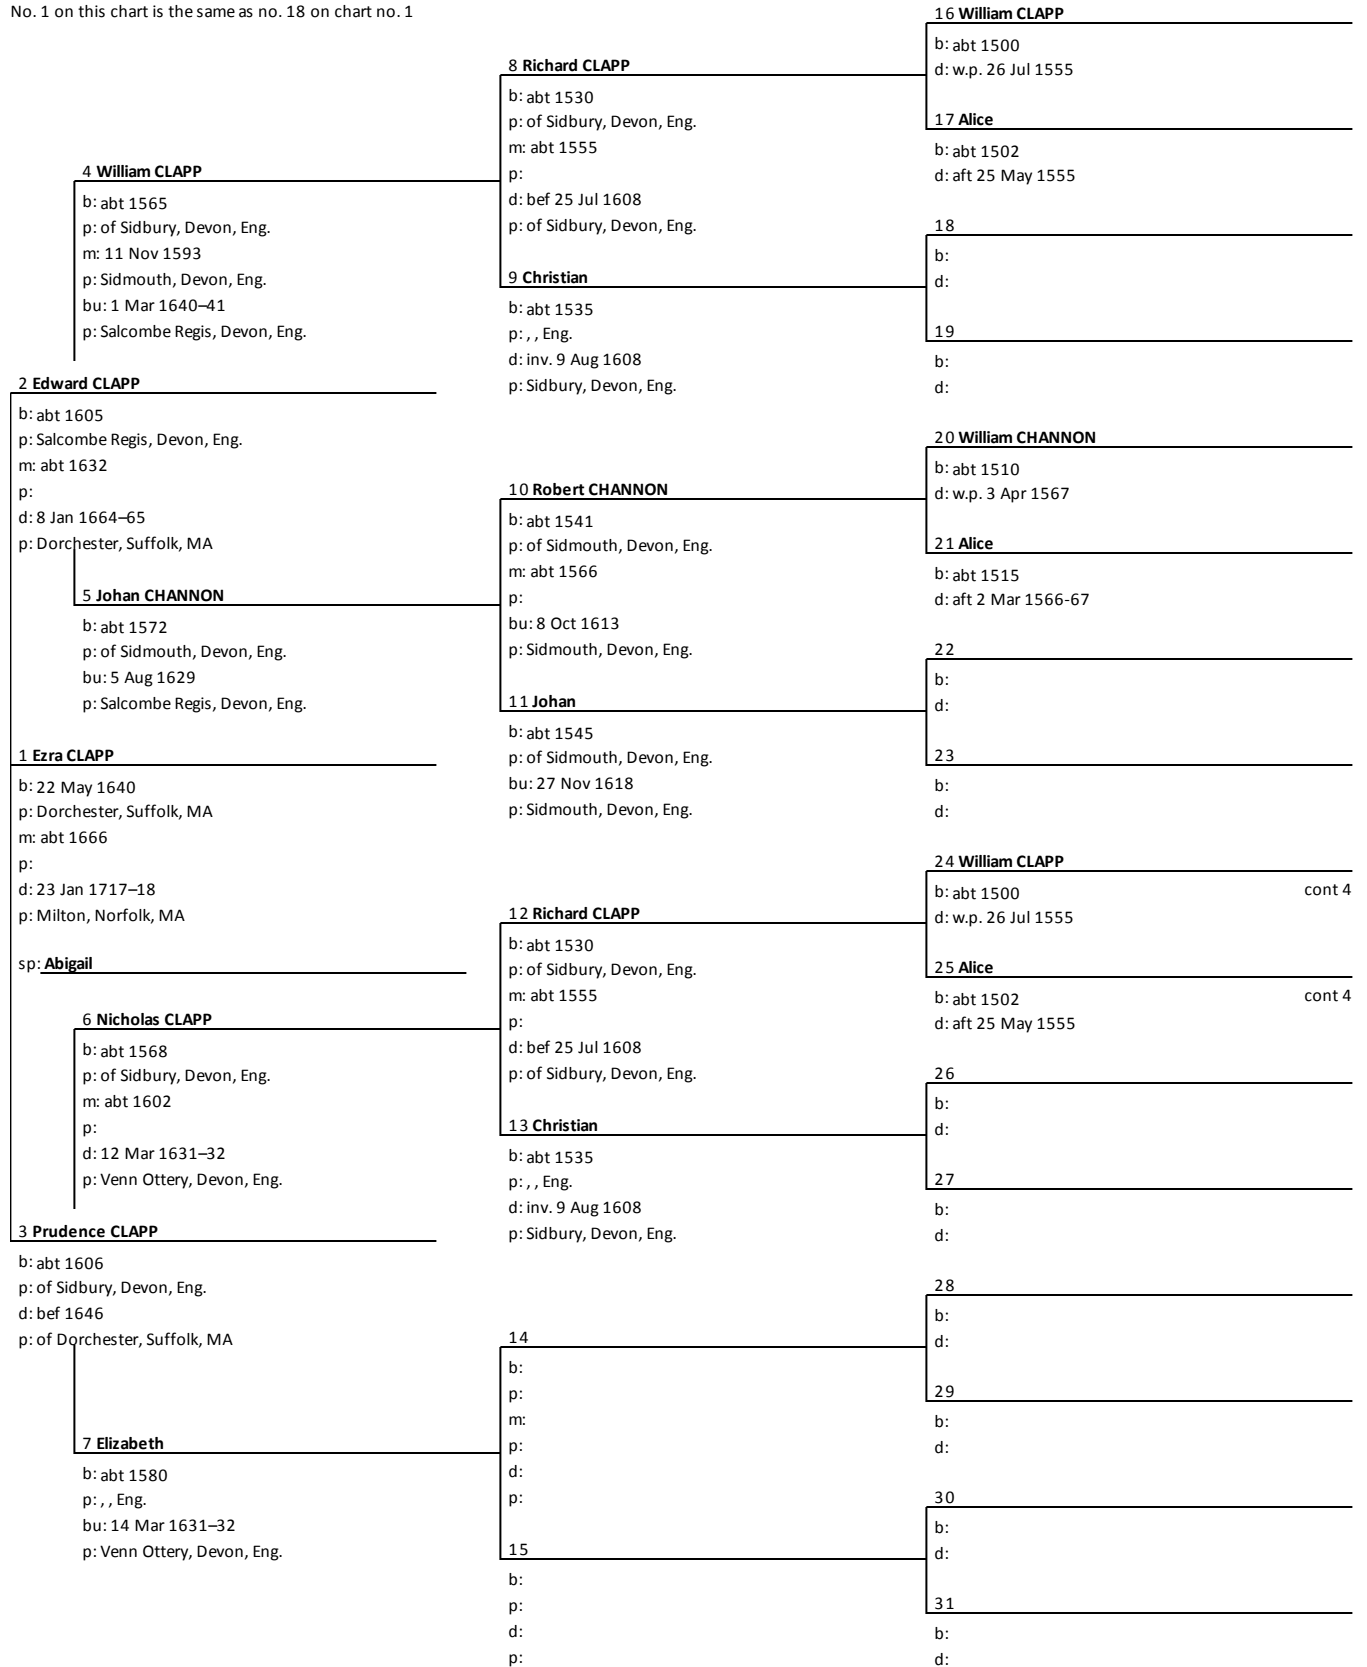 No. 1 on this chart is the same as no. 18 on chart no. 1
16 William CLAPP
b: abt 1500
d: w.p. 26 Jul 1555
8 Richard CLAPP
b: abt 1530
p: of Sidbury, Devon, Eng.
m: abt 1555
p:
d: bef 25 Jul 1608
p: of Sidbury, Devon, Eng.
17 Alice
b: abt 1502
d: aft 25 May 1555
4 William CLAPP
b: abt 1565
p: of Sidbury, Devon, Eng.
m: 11 Nov 1593
p: Sidmouth, Devon, Eng.
bu: 1 Mar 1640–41
p: Salcombe Regis, Devon, Eng.
18
b:
d:
9 Christian
b: abt 1535
p: , , Eng.
d: inv. 9 Aug 1608
p: Sidbury, Devon, Eng.
19
b:
d:
2 Edward CLAPP
b: abt 1605
p: Salcombe Regis, Devon, Eng.
m: abt 1632
p:
d: 8 Jan 1664–65
p: Dorchester, Suffolk, MA
20 William CHANNON
b: abt 1510
d: w.p. 3 Apr 1567
10 Robert CHANNON
b: abt 1541
p: of Sidmouth, Devon, Eng.
m: abt 1566
p:
bu: 8 Oct 1613
p: Sidmouth, Devon, Eng.
21 Alice
b: abt 1515
d: aft 2 Mar 1566-67
5 Johan CHANNON
b: abt 1572
p: of Sidmouth, Devon, Eng.
bu: 5 Aug 1629
p: Salcombe Regis, Devon, Eng.
22
b:
d:
11 Johan
b: abt 1545
p: of Sidmouth, Devon, Eng.
bu: 27 Nov 1618
p: Sidmouth, Devon, Eng.
23
b:
d:
1 Ezra CLAPP
b: 22 May 1640
p: Dorchester, Suffolk, MA
m: abt 1666
p:
d: 23 Jan 1717–18
p: Milton, Norfolk, MA
sp: Abigail
24 William CLAPP
b: abt 1500 cont 4
d: w.p. 26 Jul 1555
12 Richard CLAPP
b: abt 1530
p: of Sidbury, Devon, Eng.
m: abt 1555
p:
d: bef 25 Jul 1608
p: of Sidbury, Devon, Eng.
25 Alice
b: abt 1502 cont 4
d: aft 25 May 1555
6 Nicholas CLAPP
b: abt 1568
p: of Sidbury, Devon, Eng.
m: abt 1602
p:
d: 12 Mar 1631–32
p: Venn Ottery, Devon, Eng.
26
b:
d:
13 Christian
b: abt 1535
p: , , Eng.
d: inv. 9 Aug 1608
p: Sidbury, Devon, Eng.
27
b:
d:
3 Prudence CLAPP
b: abt 1606
p: of Sidbury, Devon, Eng.
d: bef 1646
p: of Dorchester, Suffolk, MA
28
b:
d:
14
b:
p:
m:
p:
d:
p:
29
b:
d:
7 Elizabeth
b: abt 1580
p: , , Eng.
bu: 14 Mar 1631–32
p: Venn Ottery, Devon, Eng.
30
b:
d:
15
b:
p:
d:
p:
31
b:
d: